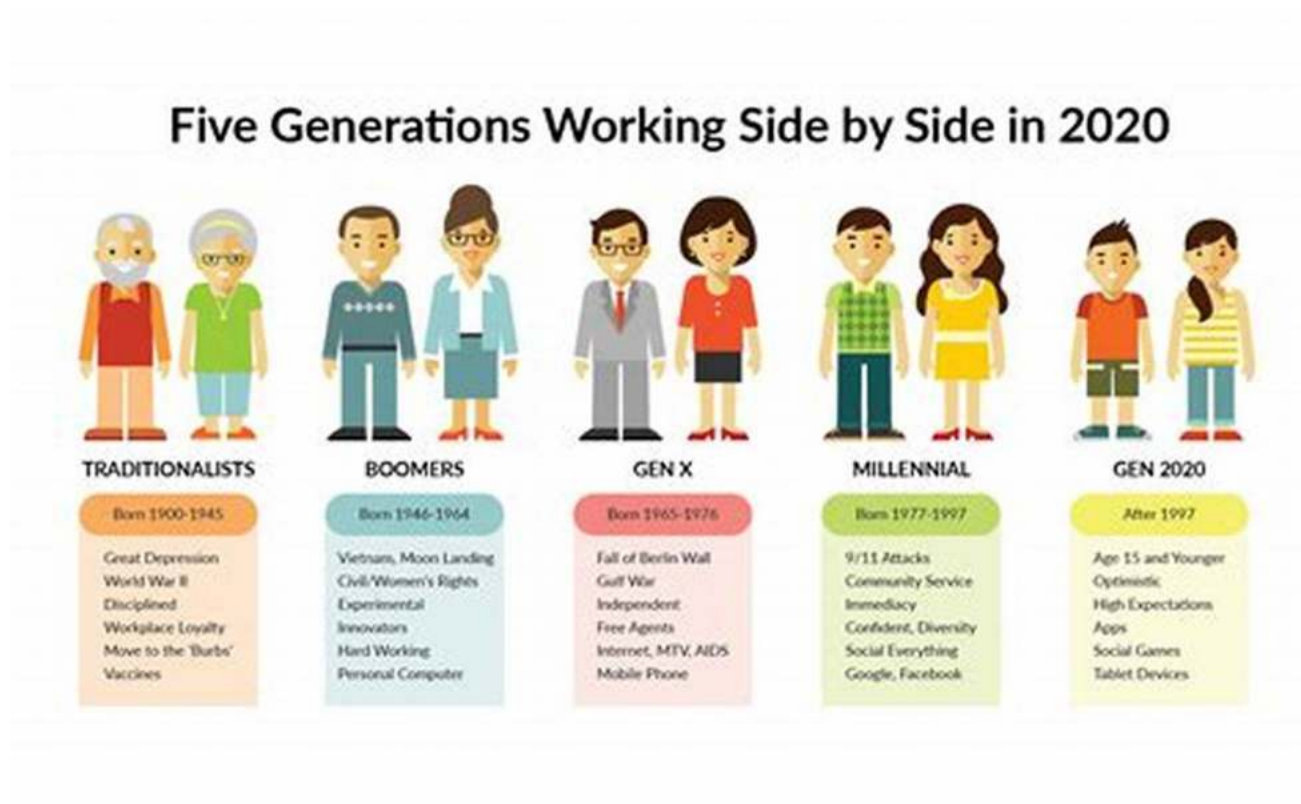 Five Generations Working Side by Side in 2020
TRADITIONALISTS
Born 1900-1945
Great Depression
World War II
Disciplined
Workplace Loyalty
Move to the 'Burbs'
Vaccines
BOOMERS
Born 1946-1964
Vietnam, Moon Landing
Civil/Women's Rights
Experimental
Innovators
Hard Working
Personal Computer
GEN X
Born 1965-1976
Fall of Berlin Wall
Gulf War
Independent
Free Agents
Internet, MTV, AIDS
Mobile Phone
MILLENNIAL
Born 1977-1997
9/11 Attacks
Community Service
Immediacy
Confident, Diversity
Social Everything
Google, Facebook
GEN 2020
After 1997
Age 15 and Younger
Optimistic
High Expectations
Apps
Social Games
Tablet Devices